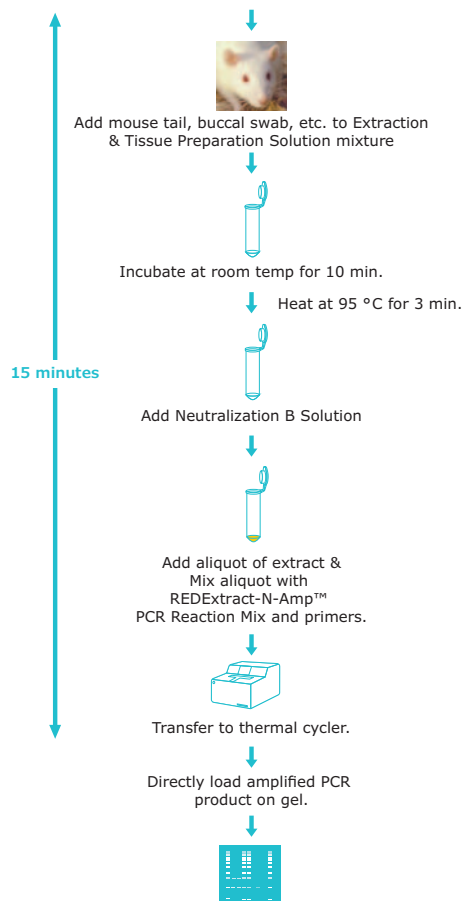 Add mouse tail, buccal swab, etc. to Extraction
& Tissue Preparation Solution mixture
Incubate at room temp for 10 min.
Heat at 95 °C for 3 min.
15 minutes
Add Neutralization B Solution
Add aliquot of extract &
Mix aliquot with
REDExtract-N-Amp™
PCR Reaction Mix and primers.
Transfer to thermal cycler.
Directly load amplified PCR
product on gel.